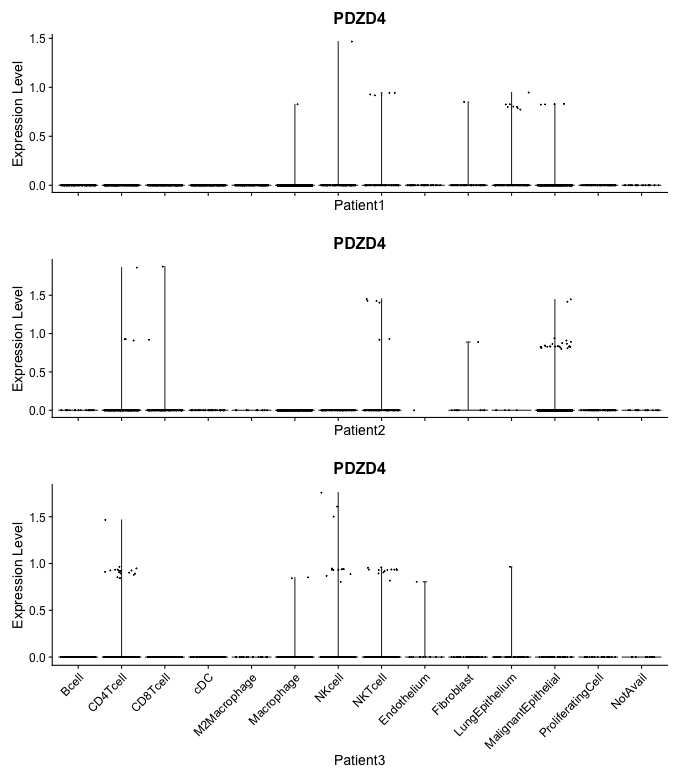 PDZD4
Expression Level
1.5
1.0
0.5
0.0
Patient1
PDZD4
Expression Level
1.5
1.0
0.5
0.0
Patient2
PDZD4
Expression Level
1.5
1.0
0.5
0.0
Bcell
CD4Tcell
CD8Tcell
cDC
M2Macrophage
Macrophage
NKcell
NKTcell
Endothelium
Fibroblast
LungEpithelium
MalignantEpithelial
ProliferatingCell
NotAvail
Patient3